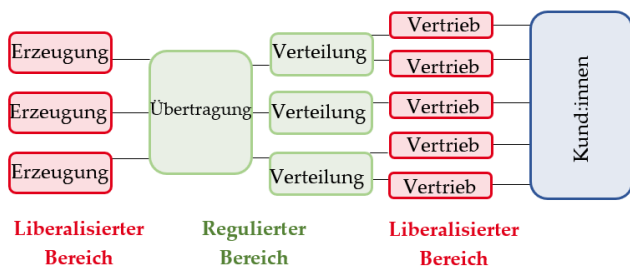 Erzeugung
Erzeugung
Erzeugung
Übertragung
Verteilung
Verteilung
Verteilung
Vertrieb
Vertrieb
Vertrieb
Vertrieb
Vertrieb
Kund:innen
Liberalisierter
Bereich
Regulierter
Bereich
Liberalisierter
Bereich